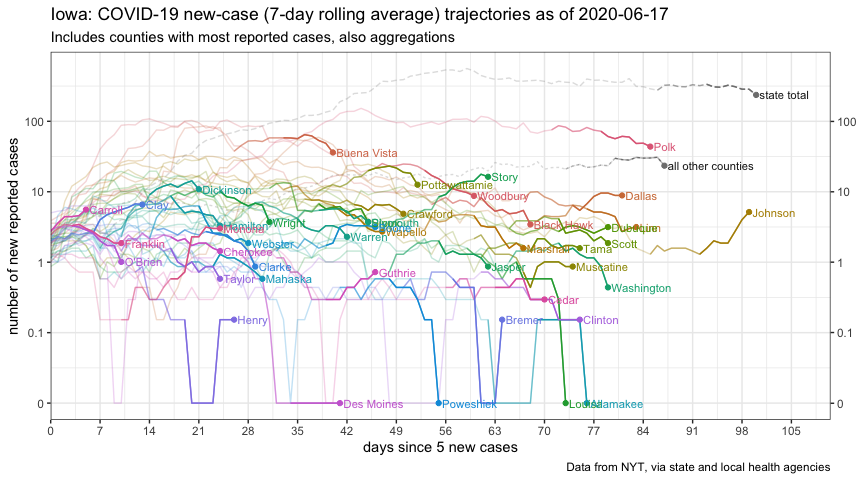 Iowa: COVID-19 new-case (7-day rolling average) trajectories as of 2020-06-17
Includes counties with most reported cases, also aggregations
number of new reported cases
100
10
1
0.1
0
100
10
1
0.1
0
state total
Polk
Buena Vista
all other counties
Story
Pottawattamie
Dickinson
Woodbury
Dallas
Carroll
Clay
Crawford
Johnson
Wright
Plymouth
Hamilton
Monona
Black Hawk
Dubuque
Wapello
Warren
Franklin
Webster
Scott
Cherokee
Marshall
Tama
O'Brien
Clarke
Jasper
Muscatine
Guthrie
Taylor
Mahaska
Washington
Cedar
Henry
Bremer
Clinton
Des Moines
Poweshiek
Louisa
Allamakee
0 7 14 21 28 35 42 49 56 63 70 77 84 91 98 105
days since 5 new cases
Data from NYT, via state and local health agencies